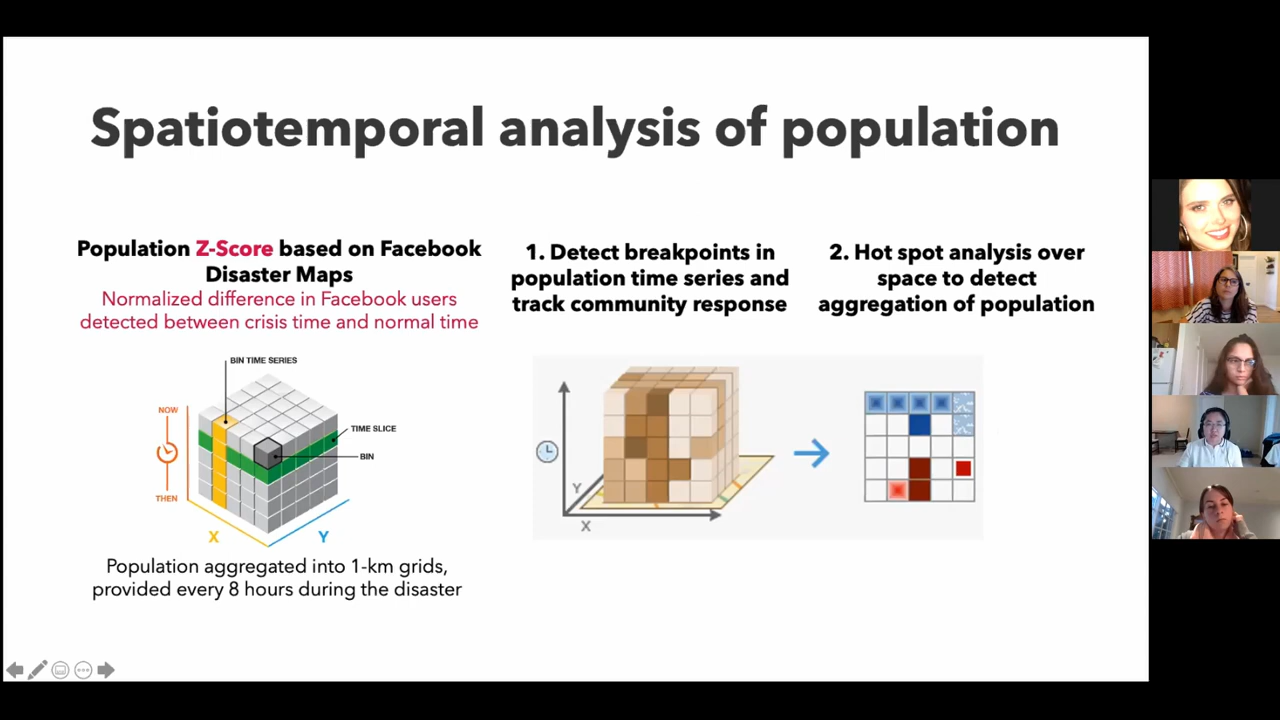 Spatiotemporal analysis of population
Population Z-Score based on Facebook
Disaster Maps
Normalized difference in Facebook users
detected between crisis time and normal time
BIN TIME SERIES
NOW
TIME SLICE
BIN
THEN
X
Y
Population aggregated into 1-km grids,
provided every 8 hours during the disaster
1. Detect breakpoints in
population time series and
track community response
Y
X
2. Hot spot analysis over
space to detect
aggregation of population